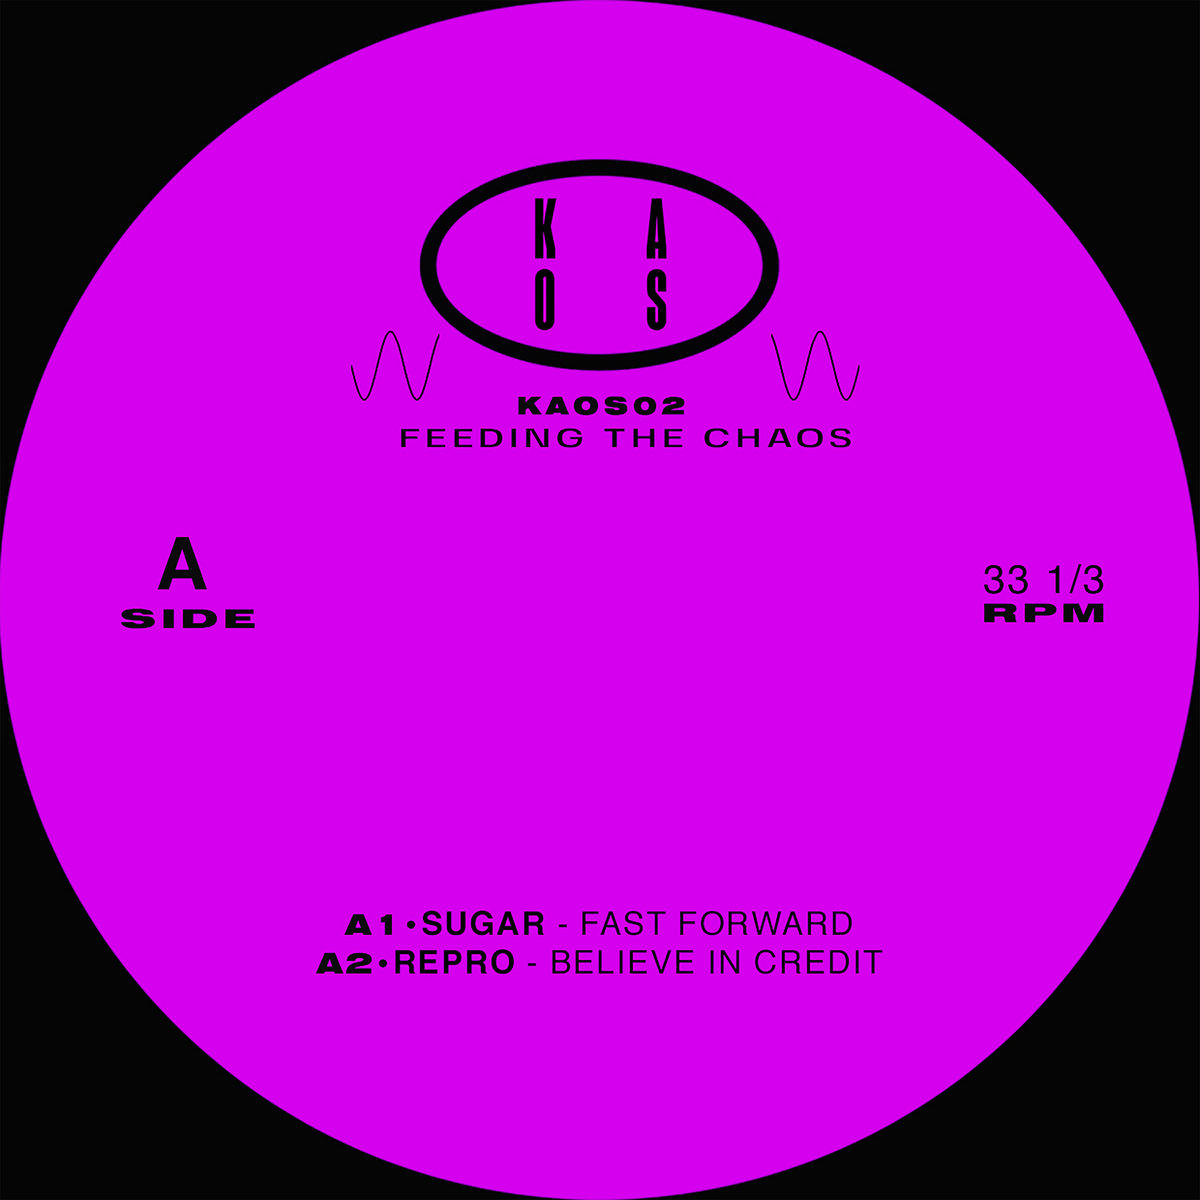 K A
O S
KAOS02
FEEDING THE CHAOS
A
SIDE
33 1/3
RPM
A1•SUGAR - FAST FORWARD
A2•REPRO - BELIEVE IN CREDIT